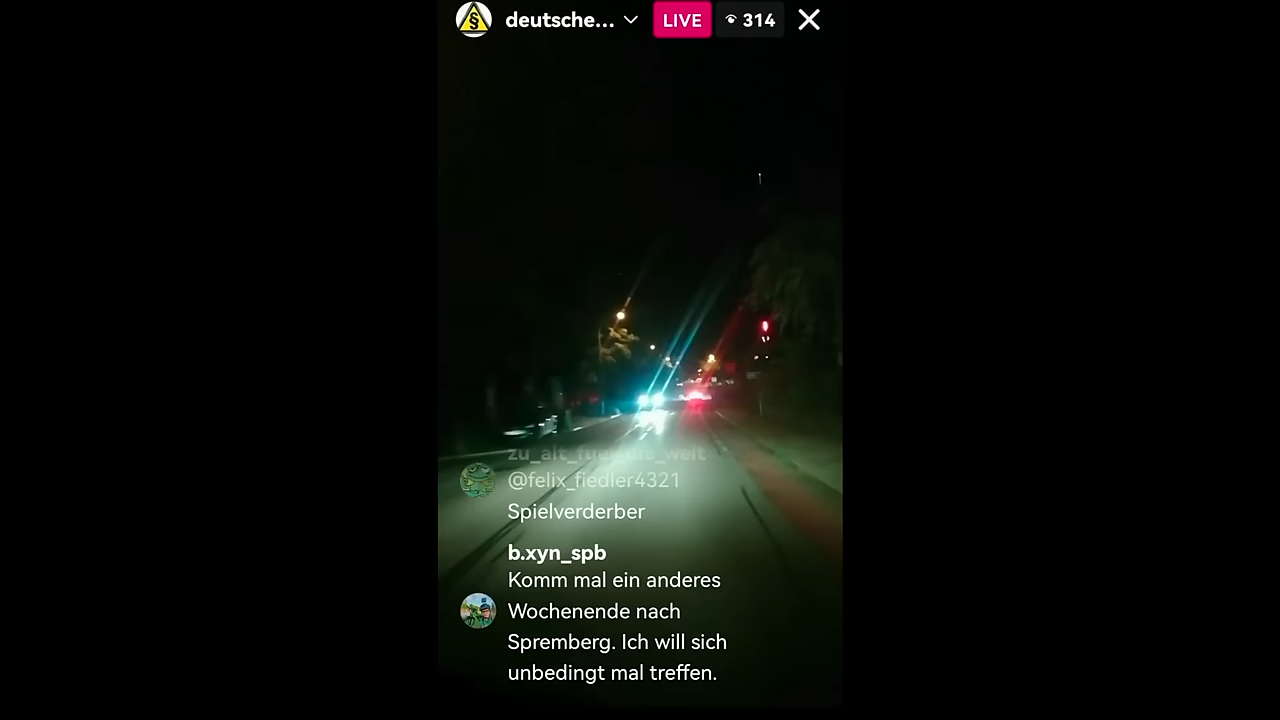 deutsche...
LIVE
314
zu_alt_fuer_die_welt
@felix_fiedler4321
Spielverderber
b.xyn_spb
Komm mal ein anderes
Wochenende nach
Spremberg. Ich will sich
unbedingt mal treffen.